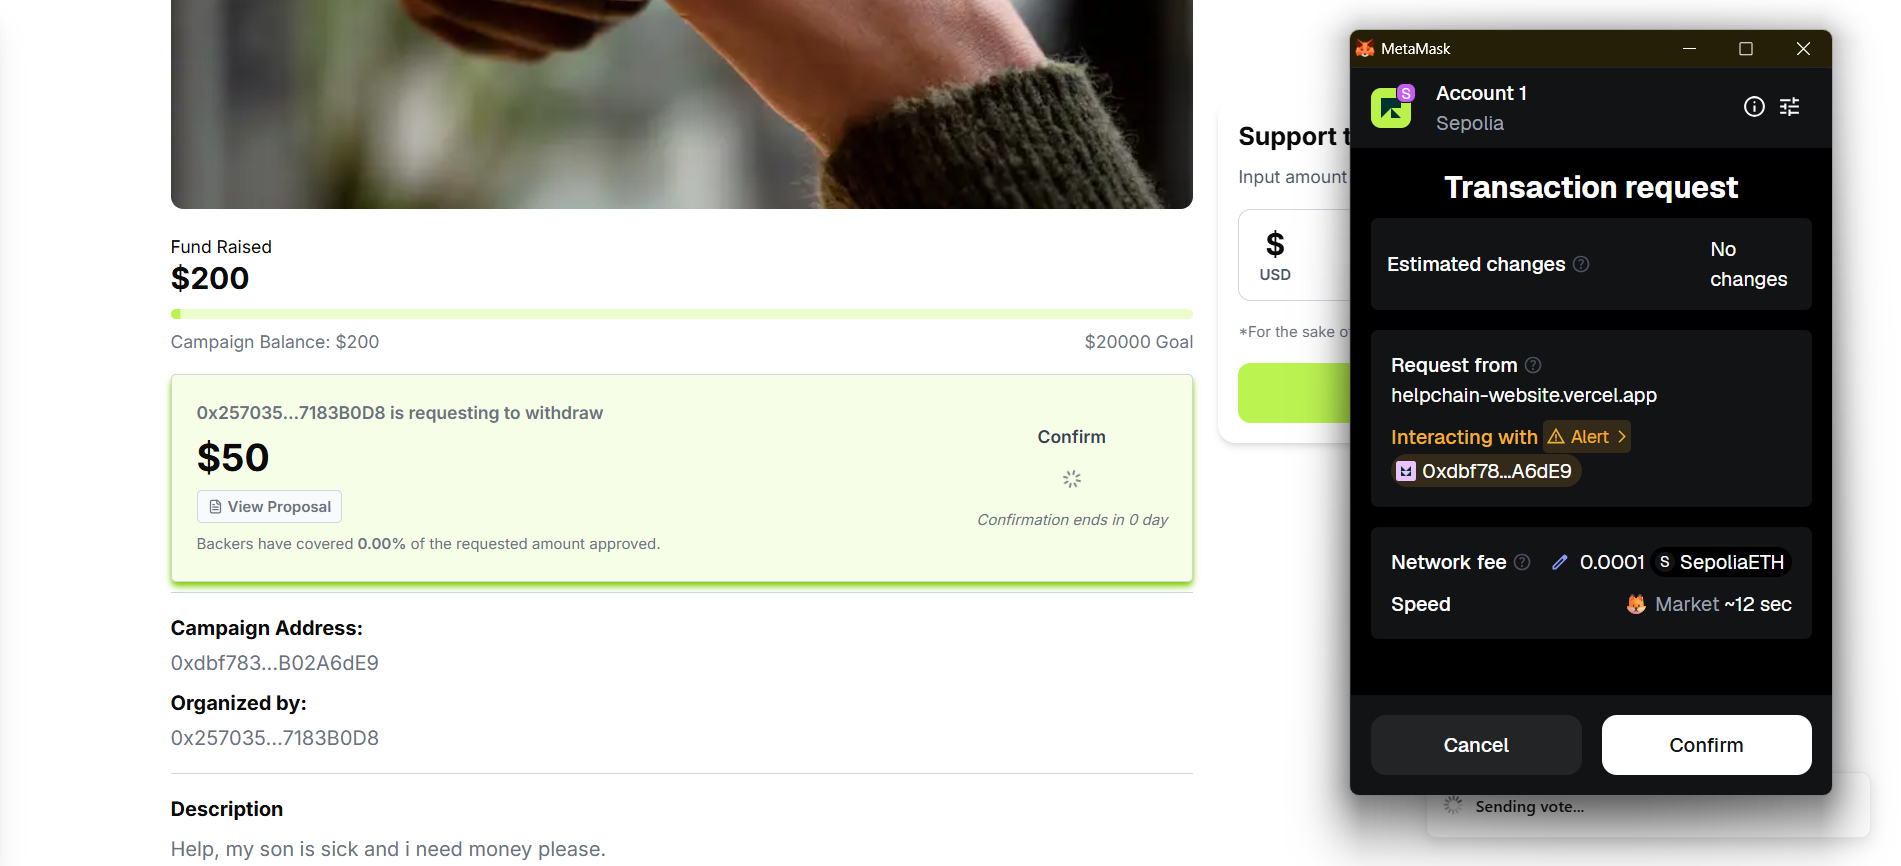 Fund Raised
$200
Campaign Balance: $200
$20000 Goal
0x257035...7183B0D8 is requesting to withdraw
$50
View Proposal
Backers have covered 0.00% of the requested amount approved.
Confirm
Confirmation ends in 0 day
Campaign Address:
0xdbf783...B02A6dE9
Organized by:
0x257035...7183B0D8
Description
Help, my son is sick and i need money please.
Support t
Input amount
$
USD
*For the sake o
MetaMask
S
Account 1
Sepolia
Transaction request
Estimated changes
No
changes
Request from
helpchain-website.vercel.app
Interacting with Alert
0xdbf78...A6dE9
Network fee 0.0001 S SepoliaETH
Speed Market ~12 sec
Cancel
Confirm
Sending vote...